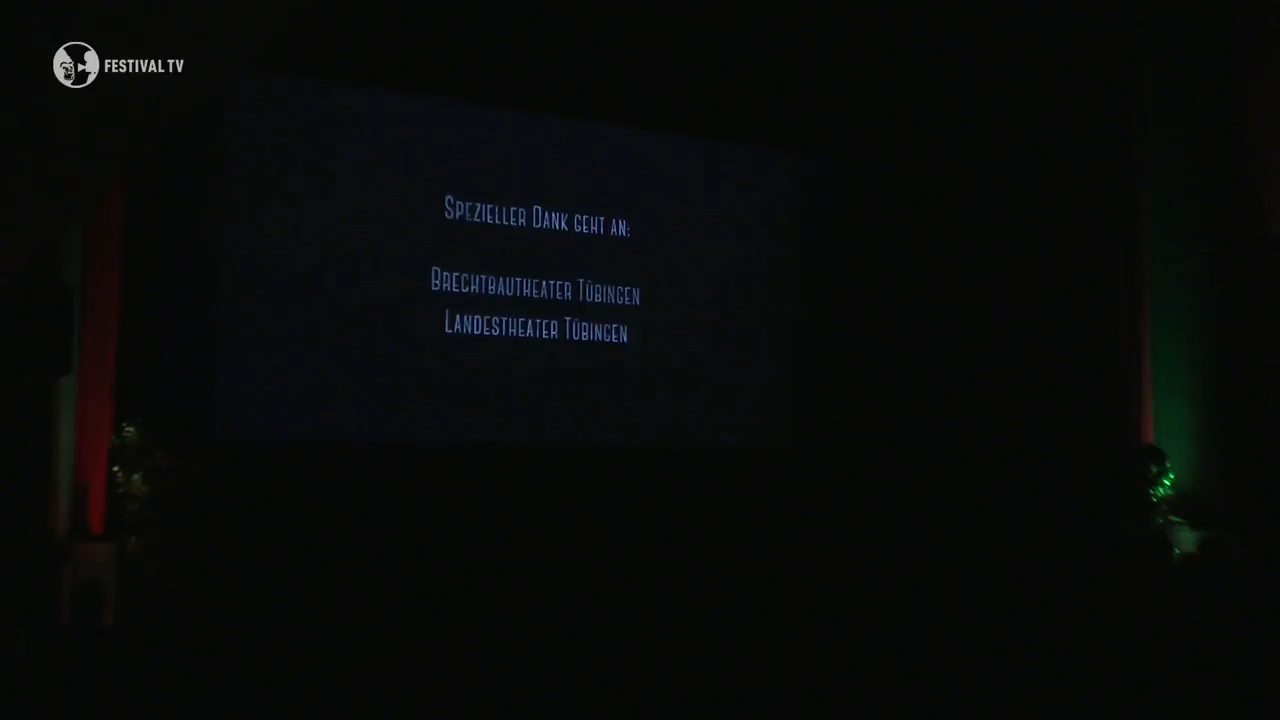 FESTIVAL TV
SPEZIELLER DANK GEHT AN:
BRECHTBAUTHEATER TÜBINGEN
LANDESTHEATER TÜBINGEN